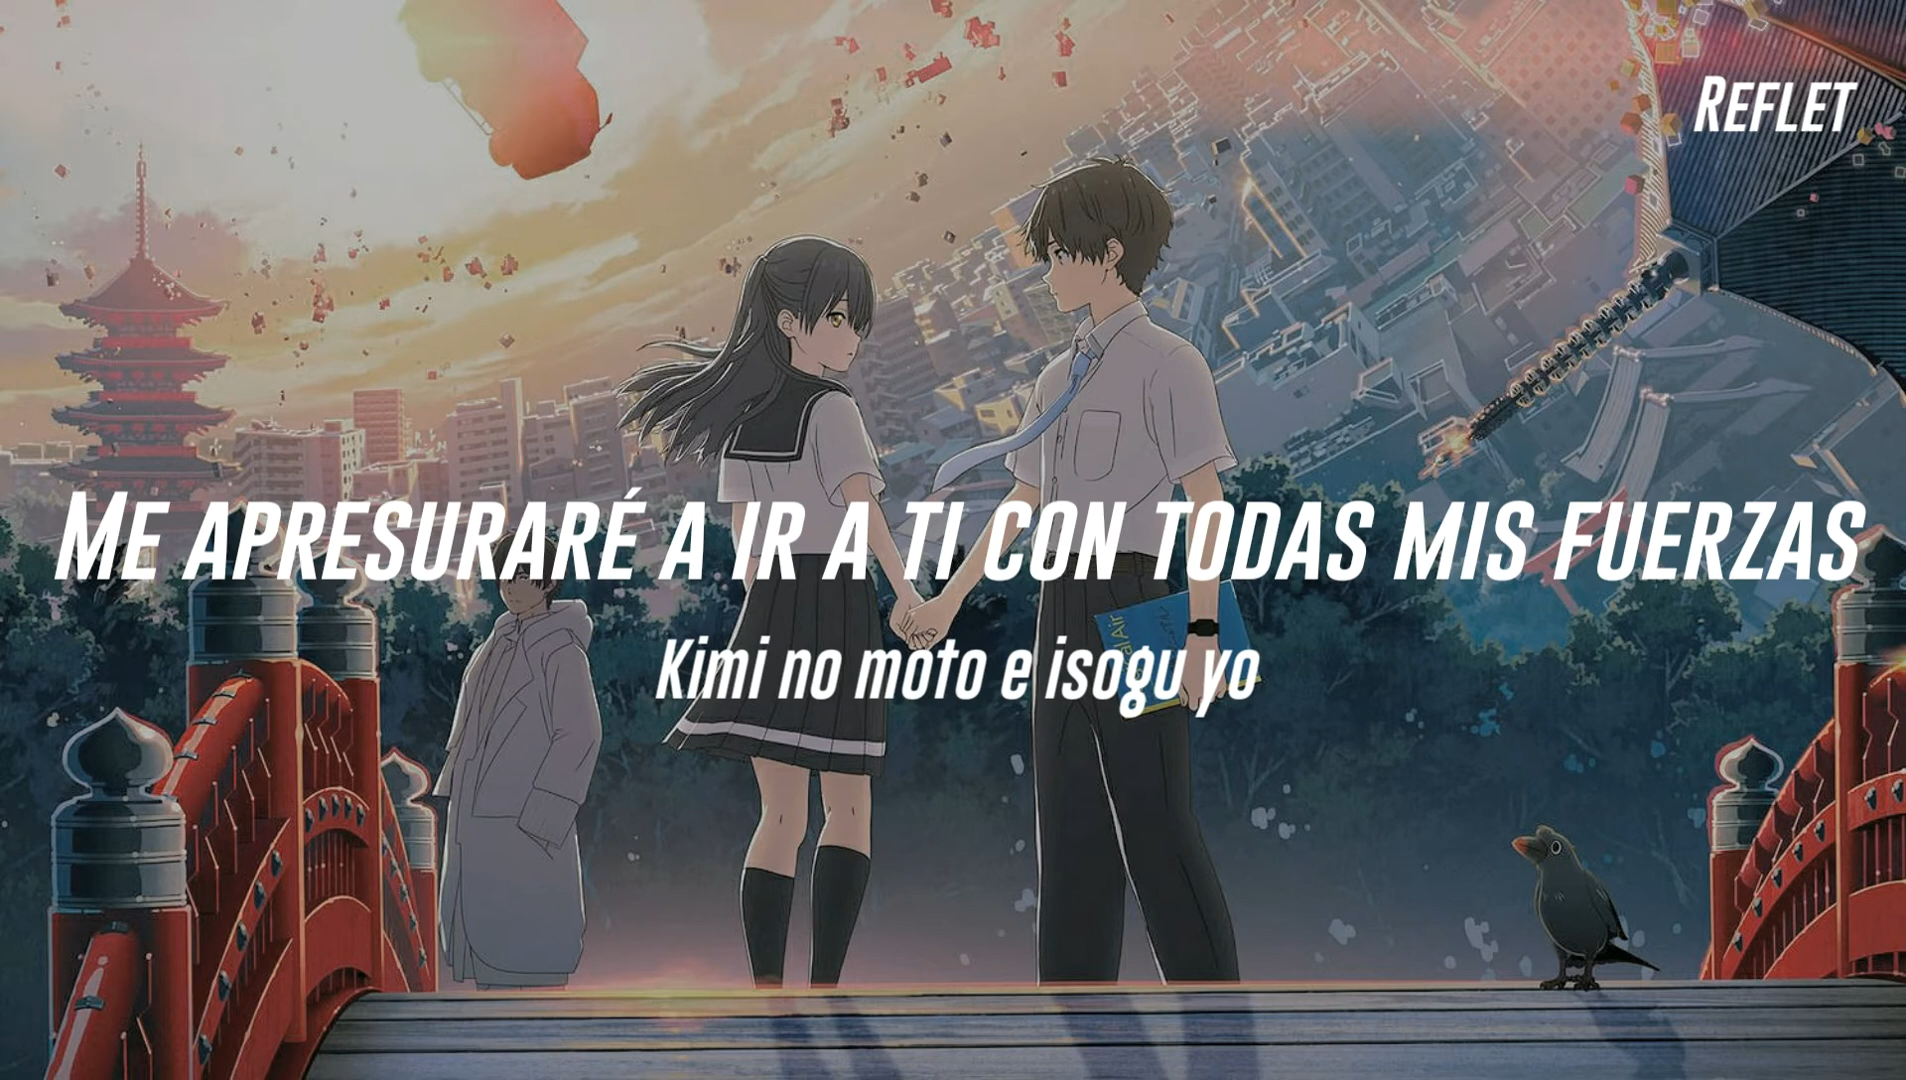 REFLET
ME APRESURARÉ A IR A TI CON TODAS MIS FUERZAS
Kimi no moto e isogu yo